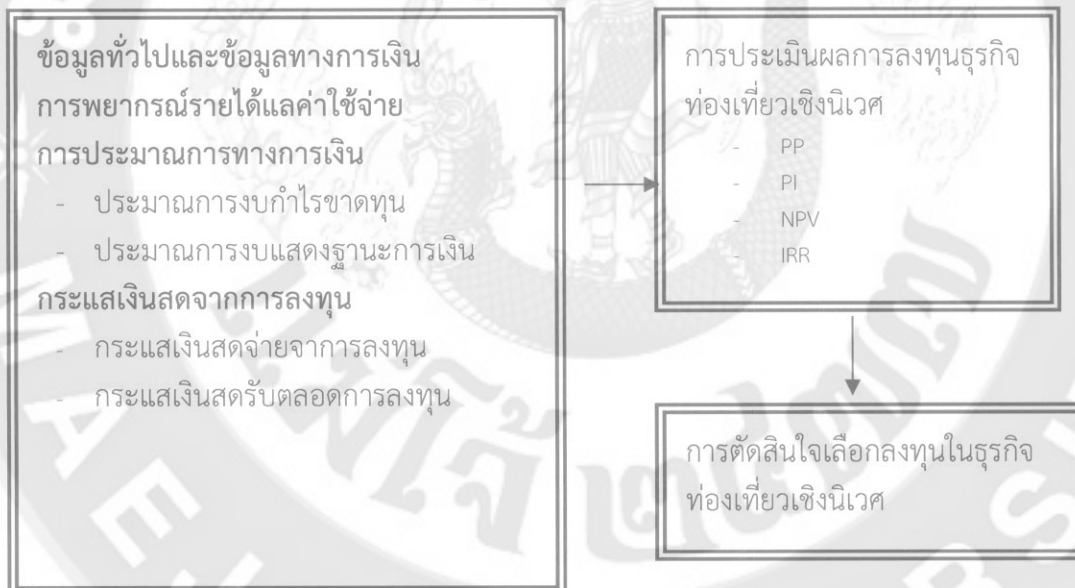 ข้อมูลทั่วไปและข้อมูลทางการเงิน
การพยากรณ์รายได้แลค่าใช้จ่าย
การประมาณการทางการเงิน
- ประมาณการงบกำไรขาดทุน
- ประมาณการงบแสดงฐานะการเงิน
กระแสเงินสดจากการลงทุน
- กระแสเงินสดจ่ายจาการลงทุน
- กระแสเงินสดรับตลอดการลงทุน
การประเมินผลการลงทุนธุรกิจ
ท่องเที่ยวเชิงนิเวศ
- PP
- PI
- NPV
- IRR
การตัดสินใจเลือกลงทุนในธุรกิจ
ท่องเที่ยวเชิงนิเวศ